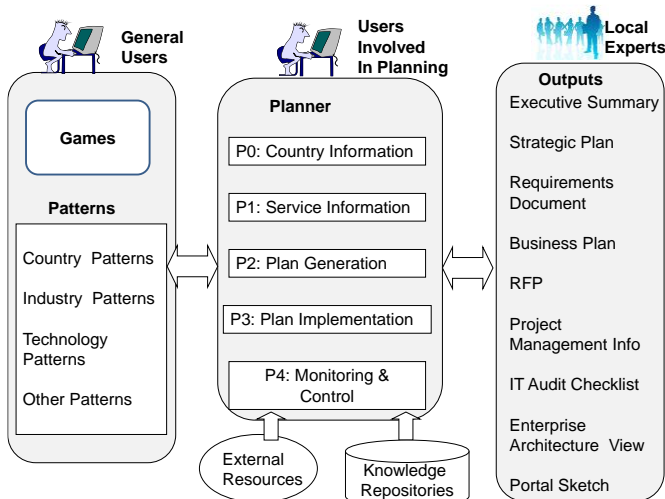 General
Users
Games
Patterns
Country Patterns
Industry Patterns
Technology
Patterns
Other Patterns
Users
Involved
In Planning
Planner
P0: Country Information
P1: Service Information
P2: Plan Generation
P3: Plan Implementation
P4: Monitoring &
Control
External
Resources
Knowledge
Repositories
Local
Experts
Outputs
Executive Summary
Strategic Plan
Requirements
Document
Business Plan
RFP
Project
Management Info
IT Audit Checklist
Enterprise
Architecture View
Portal Sketch